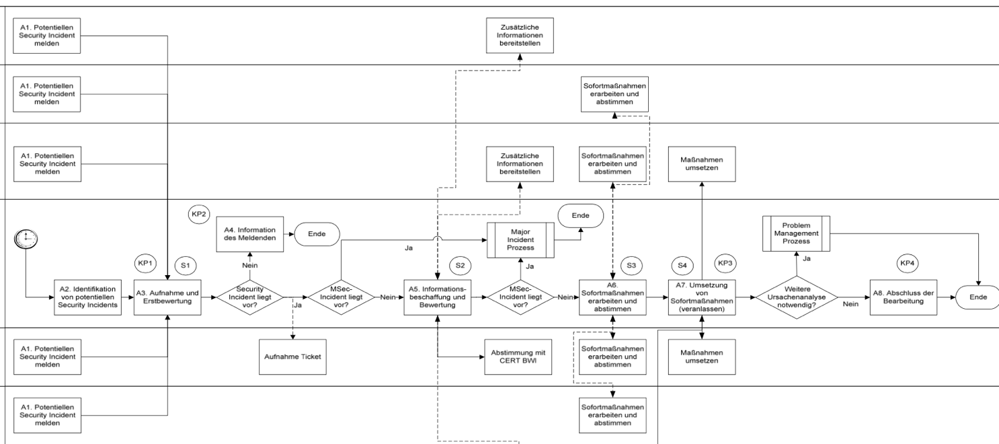 A1. Potentiellen
Security Incident
melden
Zusätzliche
Informationen
bereitstellen
A1. Potentiellen
Security Incident
melden
Sofortmaßnahmen
erarbeiten und
abstimmen
A1. Potentiellen
Security Incident
melden
Zusätzliche
Informationen
bereitstellen
Sofortmaßnahmen
erarbeiten und
abstimmen
Maßnahmen
umsetzen
KP2
A4. Information
des Meldenden
Ende
Major
Incident
Prozess
Ende
Problem
Management
Prozess
Ja
KP1
S1
Nein
S2
Ja
S3
S4
KP3
Ja
KP4
A2. Identifikation
von potentiellen
Security Incidents
A3. Aufnahme und
Erstbewertung
Security
Incident liegt
vor?
Ja
MSec-
Incident liegt
vor?
Nein
A5. Informations-
beschaffung und
Bewertung
MSec-
Incident liegt
vor?
Nein
A6.
Sofortmaßnahmen
erarbeiten und
abstimmen
A7. Umsetzung
von
Sofortmaßnahmen
(veranlassen)
Weitere
Ursachenanalyse
notwendig?
Nein
A8. Abschluss der
Bearbeitung
Ende
A1. Potentiellen
Security Incident
melden
Aufnahme Ticket
Abstimmung mit
CERT BWI
Sofortmaßnahmen
erarbeiten und
abstimmen
Maßnahmen
umsetzen
A1. Potentiellen
Security Incident
melden
Sofortmaßnahmen
erarbeiten und
abstimmen